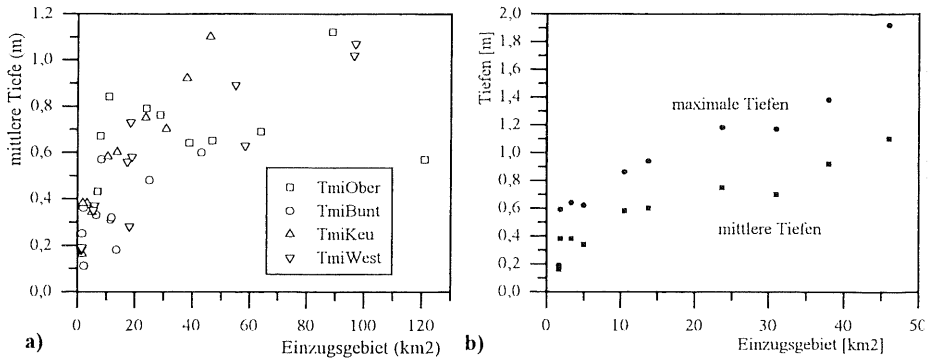 mittlere Tiefe (m)
1,2
1,0
0,8
0,6
0,4
0,2
0,0
TmiOber
TmiBunt
TmiKeu
TmiWest
0 20 40 60 80 100 120
Einzugsgebiet (km2)
a)
Tiefen [m]
2,0
1,8
1,6
1,4
1,2
1,0
0,8
0,6
0,4
0,2
0,0
maximale Tiefen
mittlere Tiefen
0 10 20 30 40 50
Einzugsgebiet [km2]
b)